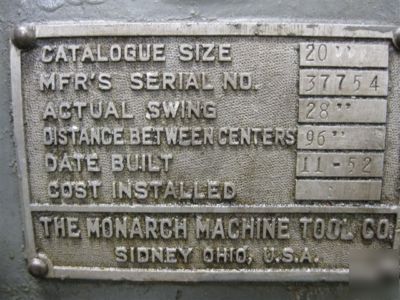 CATALOGUE SIZE 20"
MFR'S SERIAL NO. 37754
ACTUAL SWING 28"
DISTANCE BETWEEN CENTERS 96"
DATE BUILT 11-52
COST INSTALLED
THE MONARCH MACHINE TOOL CO.
SIDNEY OHIO, U.S.A.